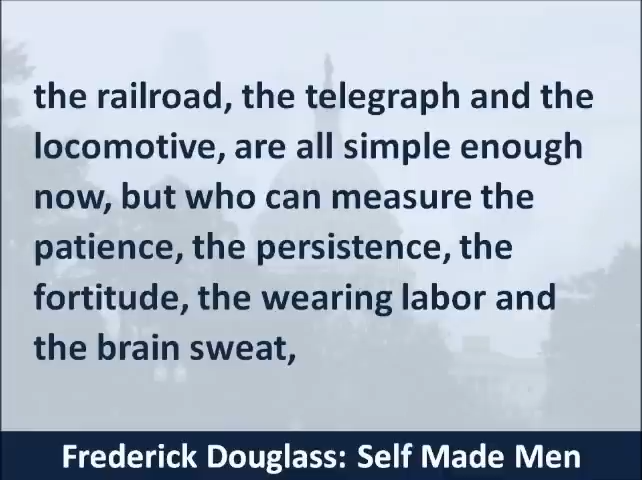 the railroad, the telegraph and the
locomotive, are all simple enough
now, but who can measure the
patience, the persistence, the
fortitude, the wearing labor and
the brain sweat,
Frederick Douglass: Self Made Men